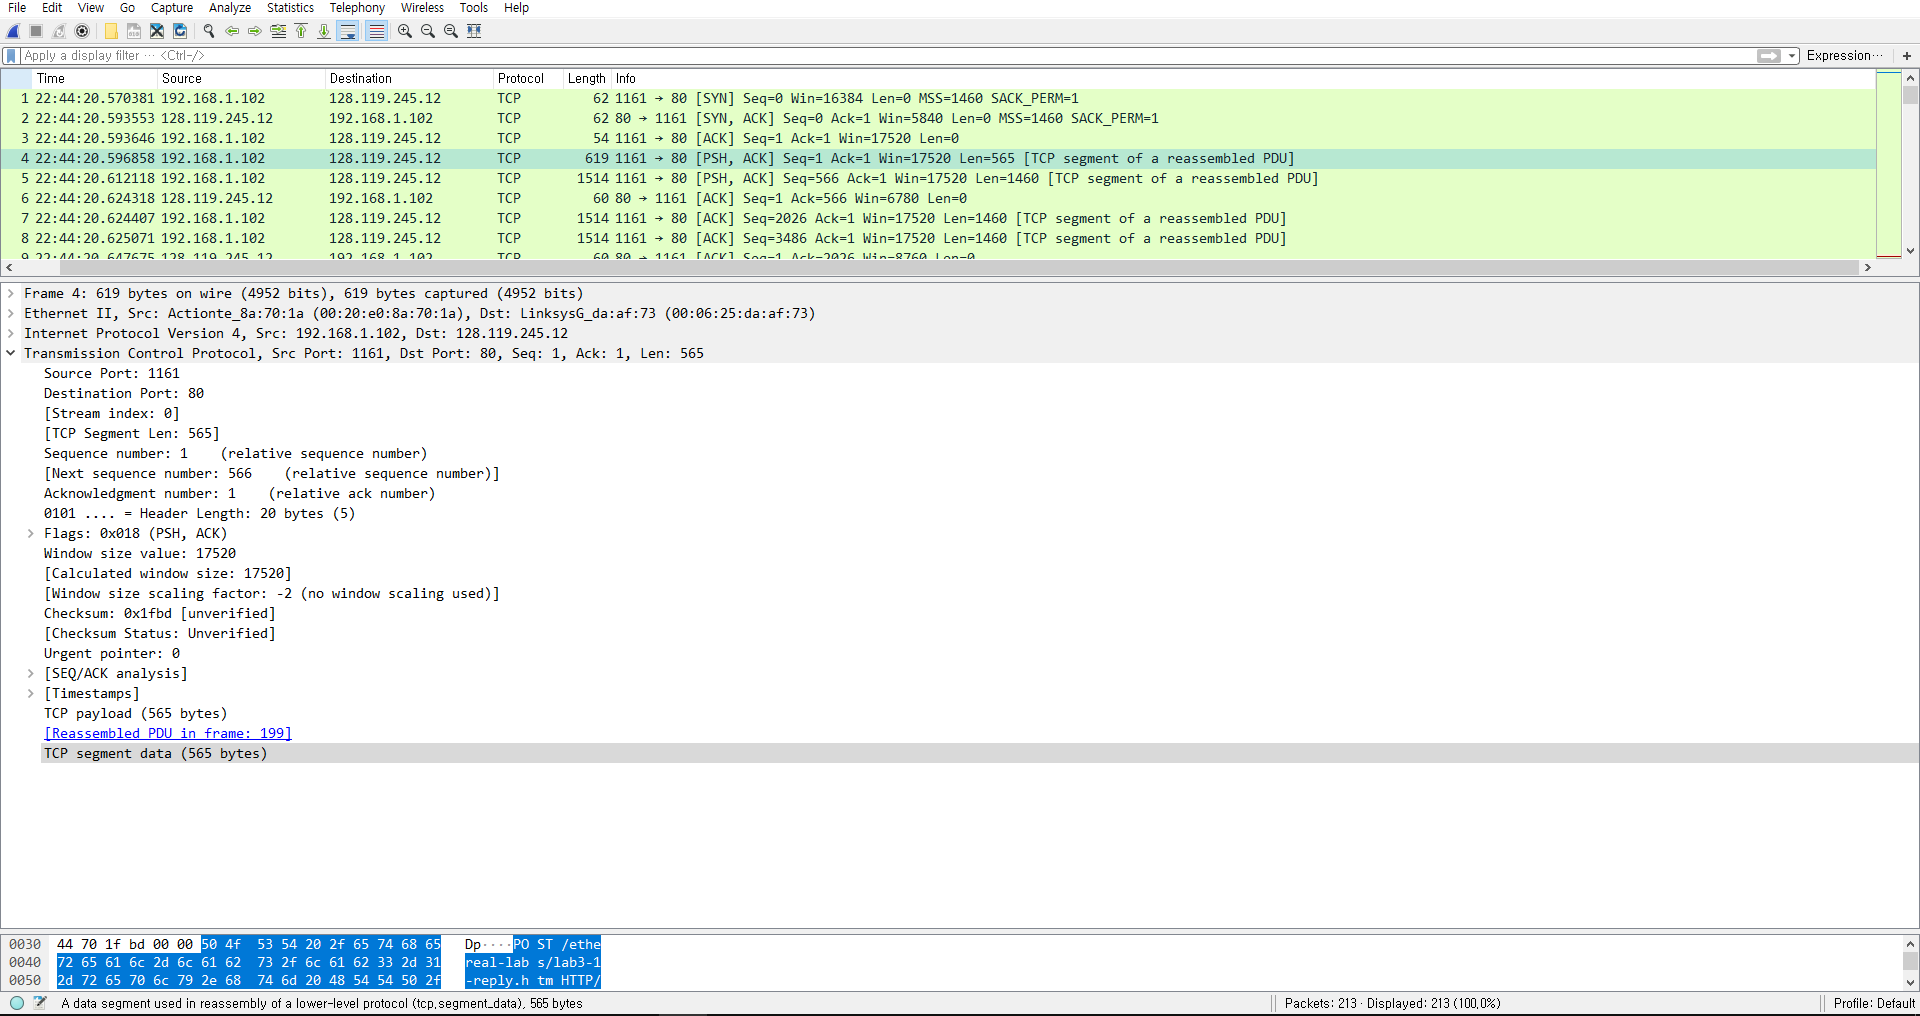 File Edit View Go Capture Analyze Statistics Telephony Wireless Tools Help
Apply a display filter ··· <Ctrl-/> Expression··· +
Time Source Destination Protocol Length Info
1 22:44:20.570381 192.168.1.102 128.119.245.12 TCP 62 1161 → 80 [SYN] Seq=0 Win=16384 Len=0 MSS=1460 SACK_PERM=1
2 22:44:20.593553 128.119.245.12 192.168.1.102 TCP 62 80 → 1161 [SYN, ACK] Seq=0 Ack=1 Win=5840 Len=0 MSS=1460 SACK_PERM=1
3 22:44:20.593646 192.168.1.102 128.119.245.12 TCP 54 1161 → 80 [ACK] Seq=1 Ack=1 Win=17520 Len=0
4 22:44:20.596858 192.168.1.102 128.119.245.12 TCP 619 1161 → 80 [PSH, ACK] Seq=1 Ack=1 Win=17520 Len=565 [TCP segment of a reassembled PDU]
5 22:44:20.612118 192.168.1.102 128.119.245.12 TCP 1514 1161 → 80 [PSH, ACK] Seq=566 Ack=1 Win=17520 Len=1460 [TCP segment of a reassembled PDU]
6 22:44:20.624318 128.119.245.12 192.168.1.102 TCP 60 80 → 1161 [ACK] Seq=1 Ack=566 Win=6780 Len=0
7 22:44:20.624407 192.168.1.102 128.119.245.12 TCP 1514 1161 → 80 [ACK] Seq=2026 Ack=1 Win=17520 Len=1460 [TCP segment of a reassembled PDU]
8 22:44:20.625071 192.168.1.102 128.119.245.12 TCP 1514 1161 → 80 [ACK] Seq=3486 Ack=1 Win=17520 Len=1460 [TCP segment of a reassembled PDU]
9 22:44:20.647675 128.119.245.12 192.168.1.102 TCP 60 80 → 1161 [ACK] Seq=1 Ack=2026 Win=8760 Len=0
Frame 4: 619 bytes on wire (4952 bits), 619 bytes captured (4952 bits)
Ethernet II, Src: Actionte_8a:70:1a (00:20:e0:8a:70:1a), Dst: LinksysG_da:af:73 (00:06:25:da:af:73)
Internet Protocol Version 4, Src: 192.168.1.102, Dst: 128.119.245.12
Transmission Control Protocol, Src Port: 1161, Dst Port: 80, Seq: 1, Ack: 1, Len: 565
Source Port: 1161
Destination Port: 80
[Stream index: 0]
[TCP Segment Len: 565]
Sequence number: 1 (relative sequence number)
[Next sequence number: 566 (relative sequence number)]
Acknowledgment number: 1 (relative ack number)
0101 .... = Header Length: 20 bytes (5)
Flags: 0x018 (PSH, ACK)
Window size value: 17520
[Calculated window size: 17520]
[Window size scaling factor: -2 (no window scaling used)]
Checksum: 0x1fbd [unverified]
[Checksum Status: Unverified]
Urgent pointer: 0
[SEQ/ACK analysis]
[Timestamps]
TCP payload (565 bytes)
[Reassembled PDU in frame: 199]
TCP segment data (565 bytes)
0030 44 70 1f bd 00 00 50 4f 53 54 20 2f 65 74 68 65 Dp····PO ST /ethe
0040 72 65 61 6c 2d 6c 61 62 73 2f 6c 61 62 33 2d 31 real-lab s/lab3-1
0050 2d 72 65 70 6c 79 2e 68 74 6d 20 48 54 54 50 2f -reply.h tm HTTP/
A data segment used in reassembly of a lower-level protocol (tcp.segment_data), 565 bytes Packets: 213 · Displayed: 213 (100.0%) Profile: Default